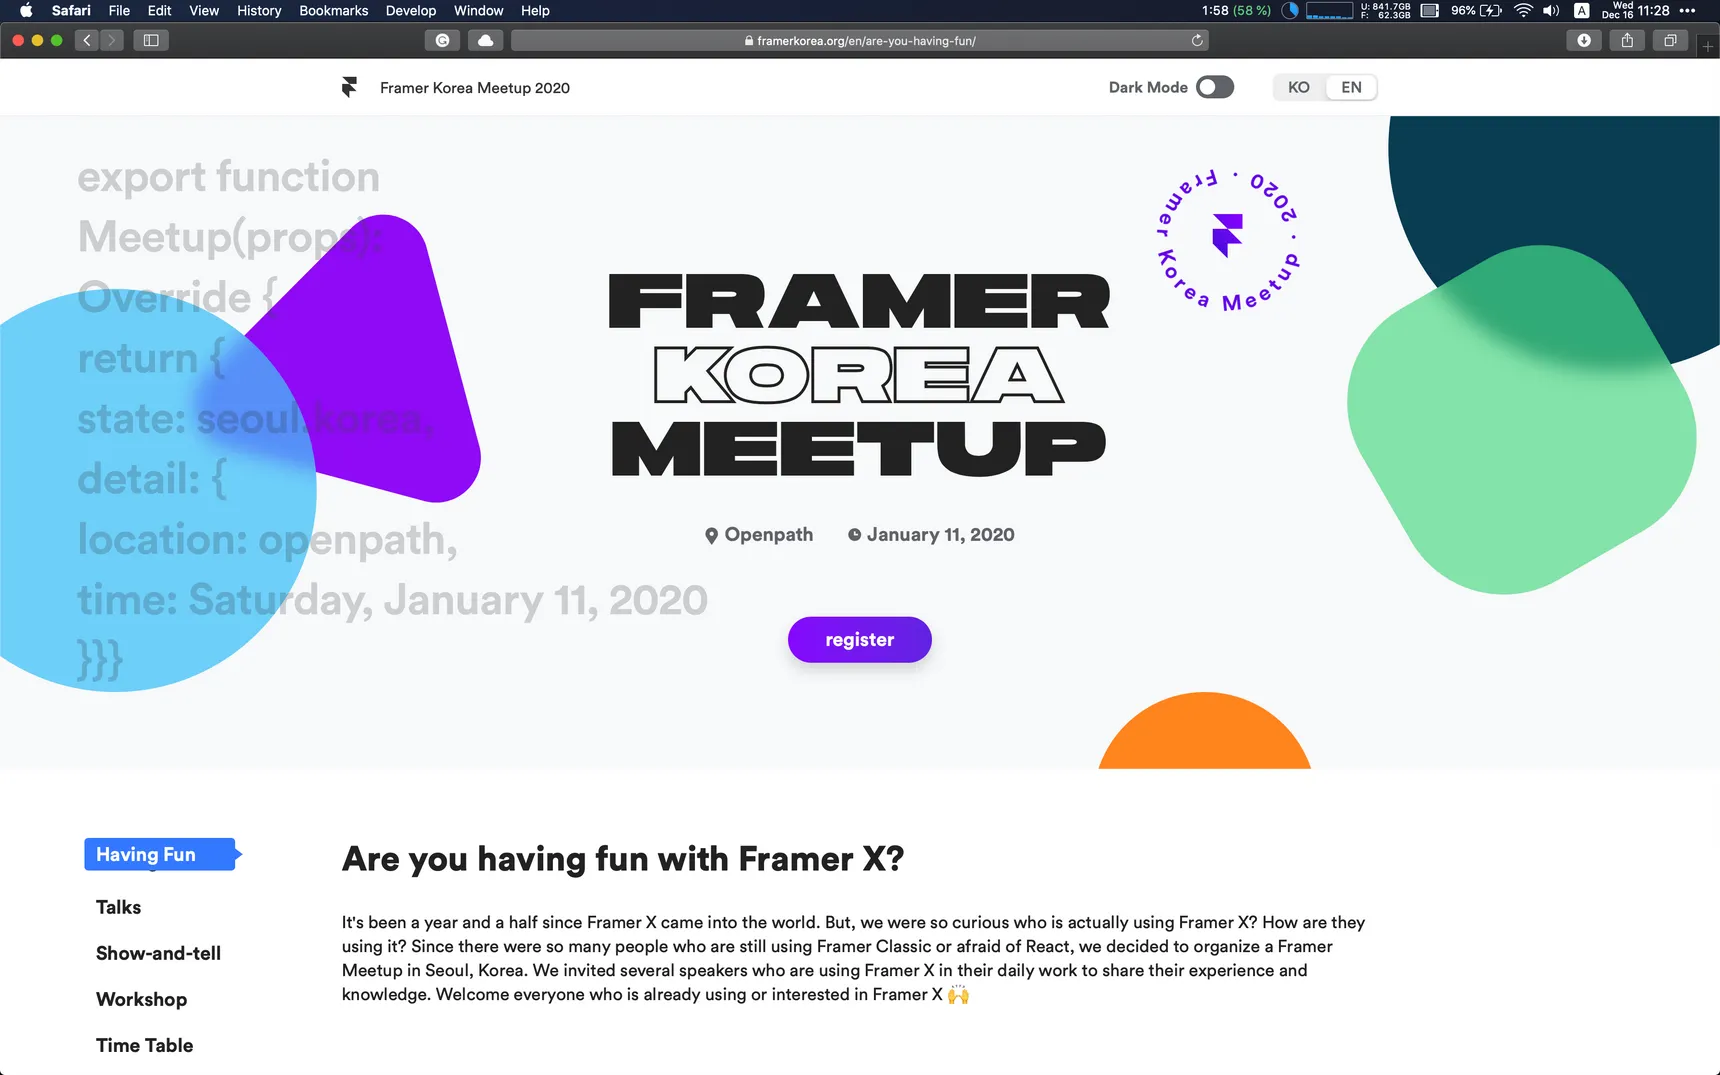 Safari File Edit View History Bookmarks Develop Window Help
1:58 (58 %)
U: 841.7GB
F: 62.3GB
96%
A
Wed
Dec 16
11:28
framerkorea.org/en/are-you-having-fun/
Framer Korea Meetup 2020
Dark Mode
KO EN
export function
Meetup(props):
Override {
return {
state: seoul.korea,
detail: {
location: openpath,
time: Saturday, January 11, 2020
}}}
FRAMER
KOREA
MEETUP
Framer Korea Meetup · 2020 ·
Openpath January 11, 2020
register
Having Fun
Talks
Show-and-tell
Workshop
Time Table
Are you having fun with Framer X?
It's been a year and a half since Framer X came into the world. But, we were so curious who is actually using Framer X? How are they
using it? Since there were so many people who are still using Framer Classic or afraid of React, we decided to organize a Framer
Meetup in Seoul, Korea. We invited several speakers who are using Framer X in their daily work to share their experience and
knowledge. Welcome everyone who is already using or interested in Framer X 🙌